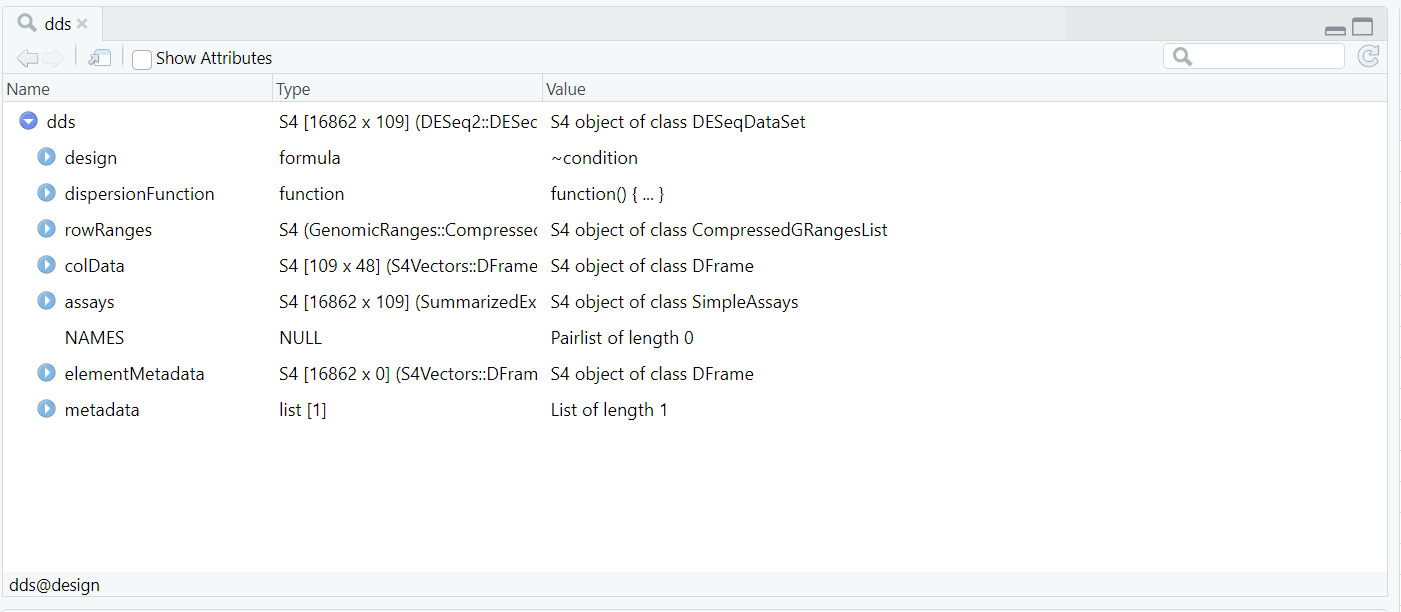 dds
Show Attributes
Name Type Value
dds S4 [16862 x 109] (DESeq2::DESec S4 object of class DESeqDataSet
design formula ~condition
dispersionFunction function function() { ... }
rowRanges S4 (GenomicRanges::Compressec S4 object of class CompressedGRangesList
colData S4 [109 x 48] (S4Vectors::DFrame S4 object of class DFrame
assays S4 [16862 x 109] (SummarizedEx S4 object of class SimpleAssays
NAMES NULL Pairlist of length 0
elementMetadata S4 [16862 x 0] (S4Vectors::DFram S4 object of class DFrame
metadata list [1] List of length 1
dds@design